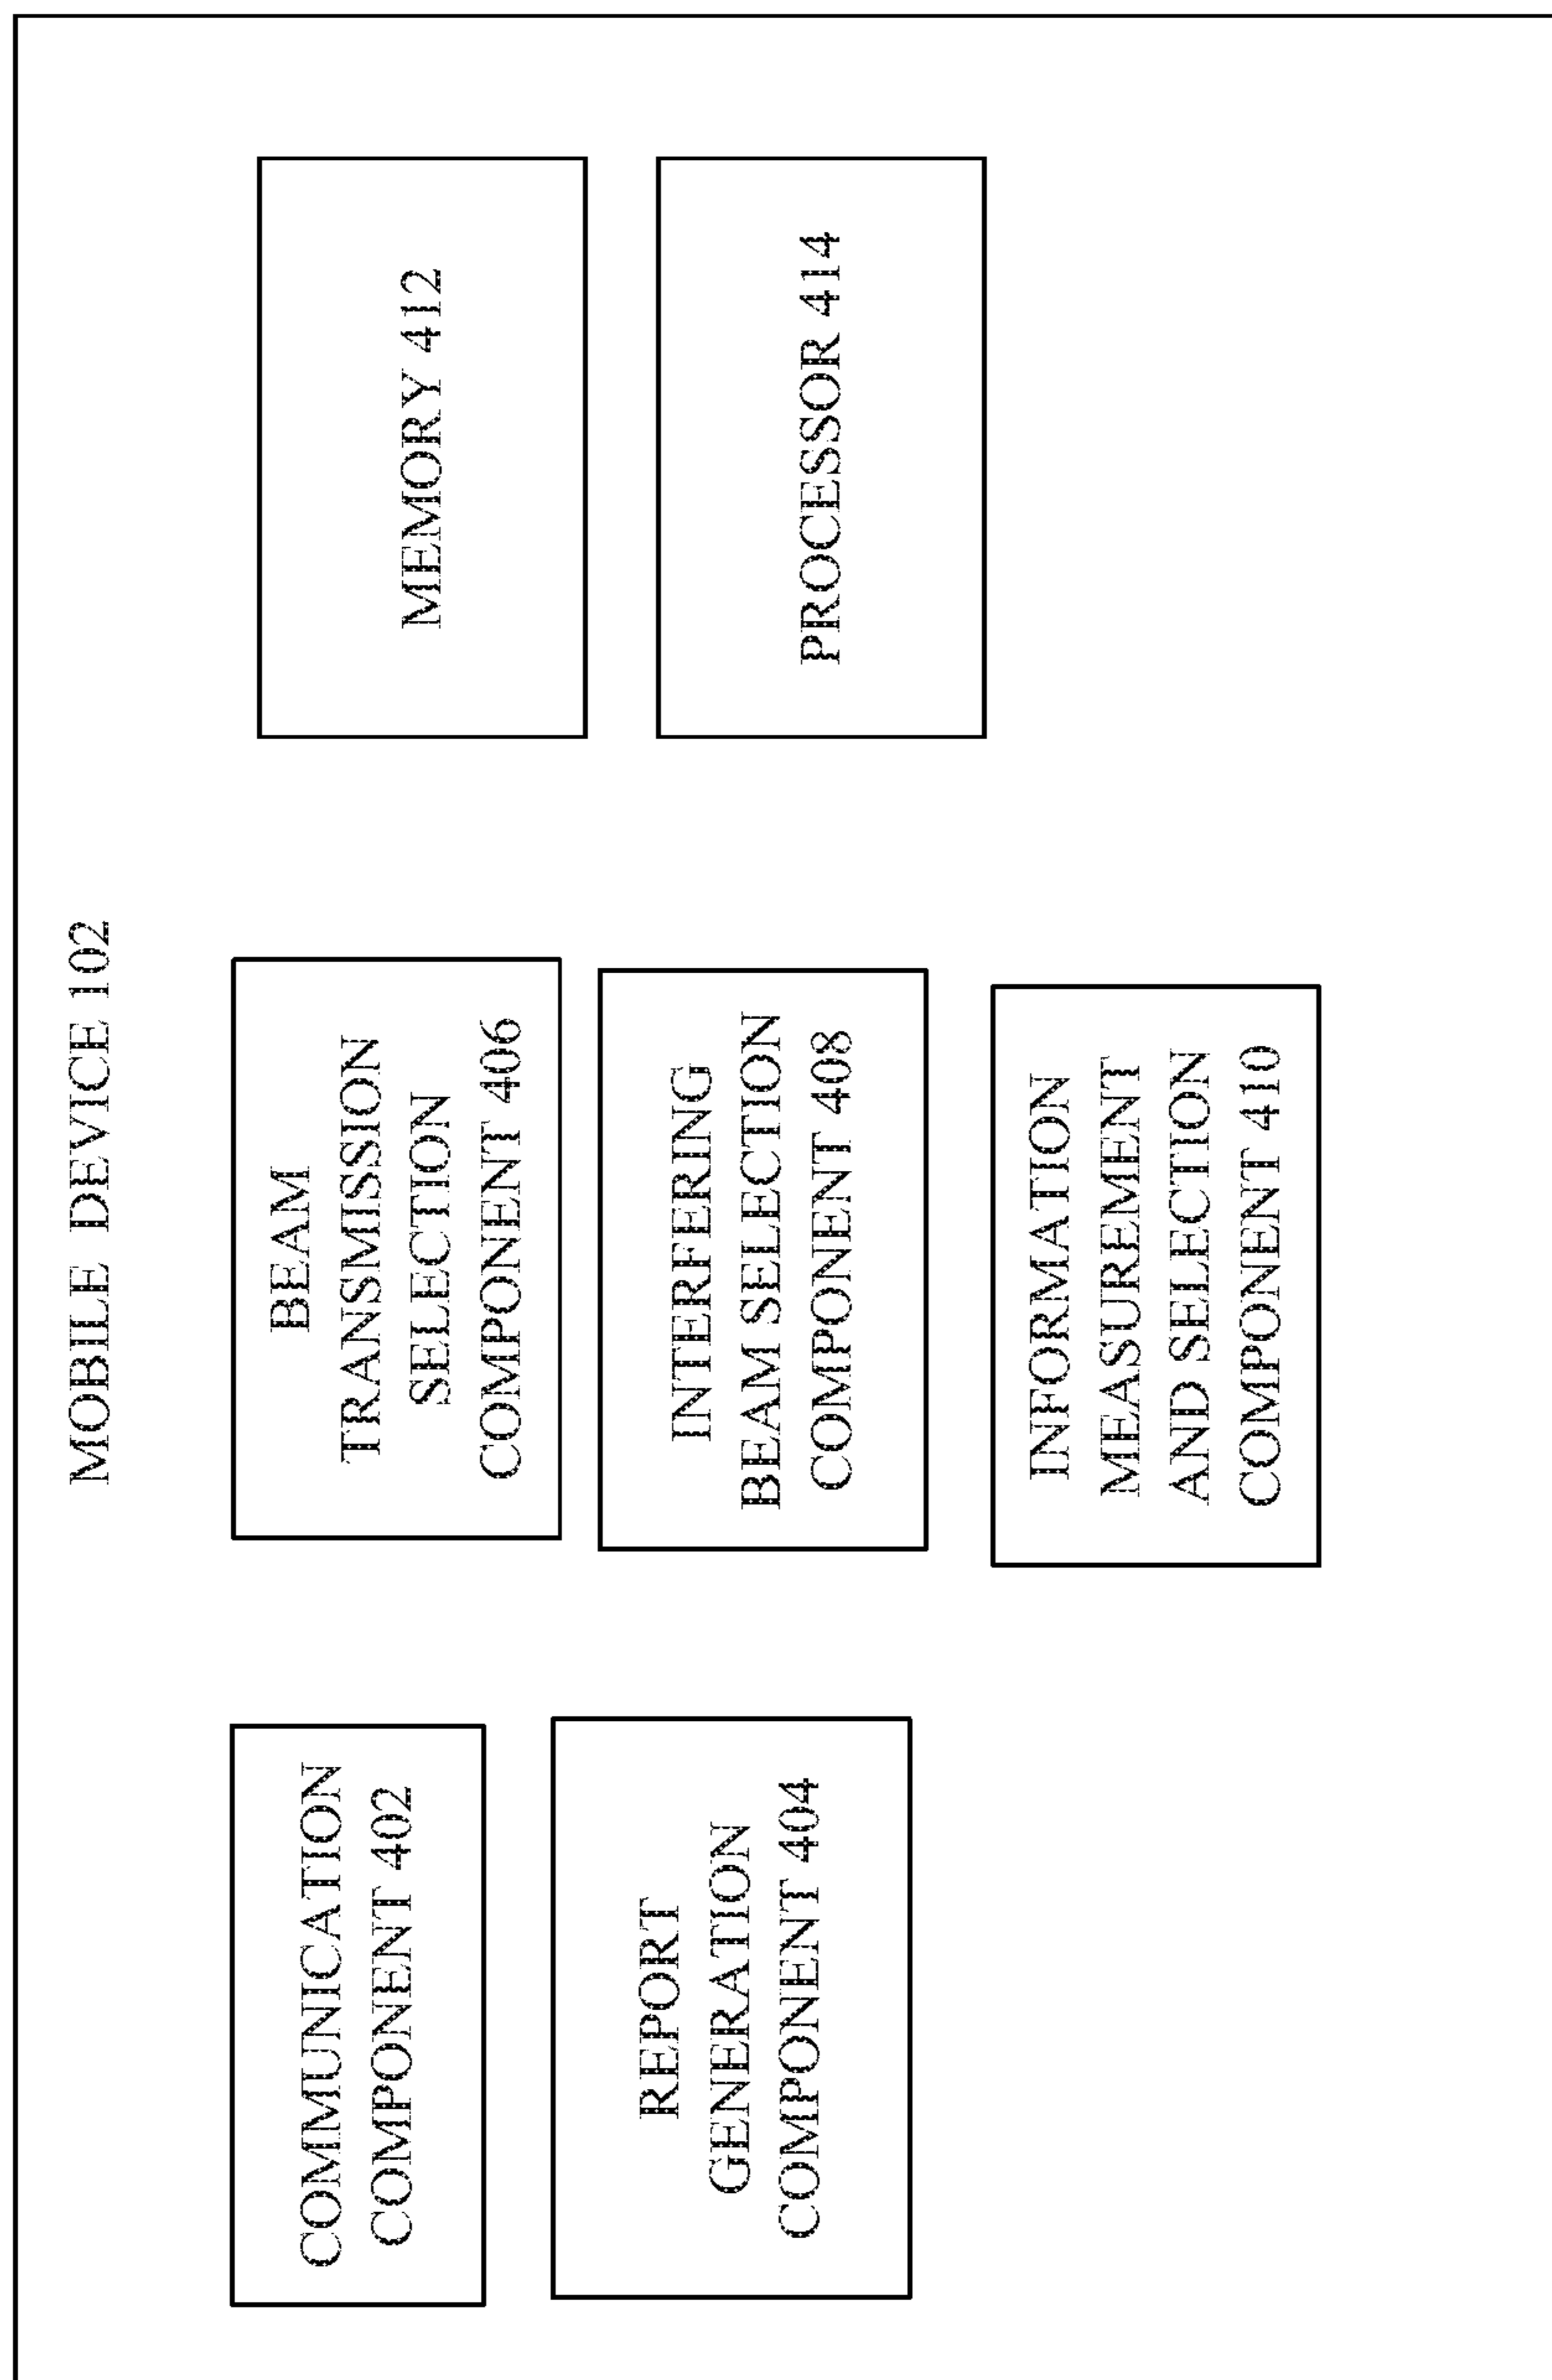 MOBILE DEVICE 102
COMMUNICATION
COMPONENT 402
REPORT
GENERATION
COMPONENT 404
BEAM
TRANSMISSION
SELECTION
COMPONENT 406
INTERFERING
BEAM SELECTION
COMPONENT 408
INFORMATION
MEASUREMENT
AND SELECTION
COMPONENT 410
MEMORY 412
PROCESSOR 414